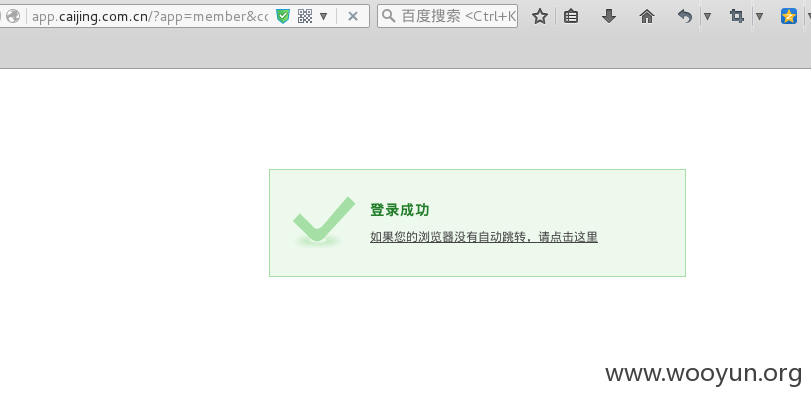 app.caijing.com.cn/?app=member&co
百度搜索 <Ctrl+K
登录成功
如果您的浏览器没有自动跳转，请点击这里
www.wooyun.org